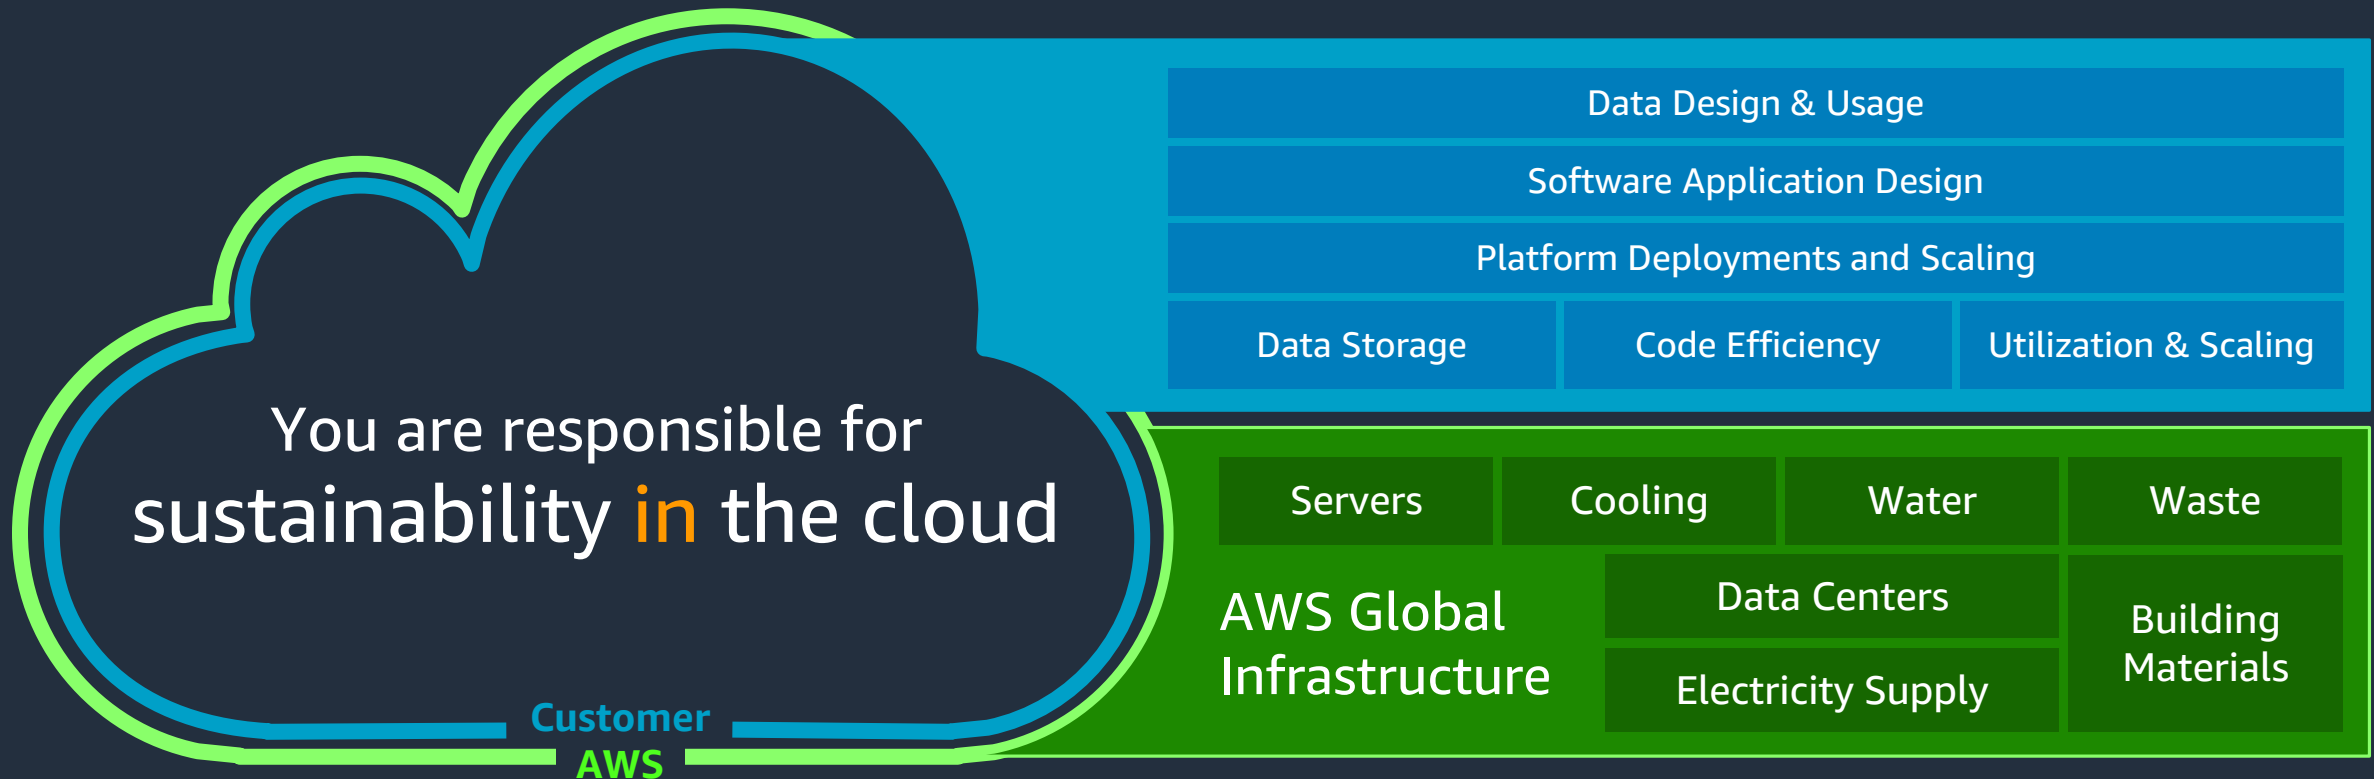 You are responsible for
sustainability in the cloud
Customer
AWS
Data Design & Usage
Software Application Design
Platform Deployments and Scaling
Data Storage
Code Efficiency
Utilization & Scaling
Servers
Cooling
Water
Waste
AWS Global
Infrastructure
Data Centers
Electricity Supply
Building
Materials